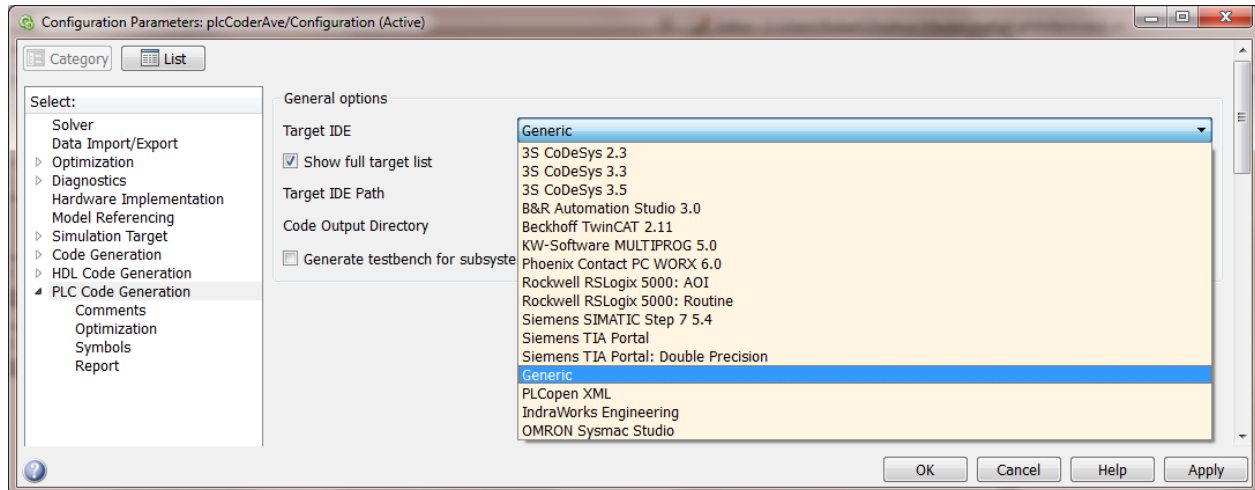 Configuration Parameters: plcCoderAve/Configuration (Active)
Category
List
Select:
Solver
Data Import/Export
Optimization
Diagnostics
Hardware Implementation
Model Referencing
Simulation Target
Code Generation
HDL Code Generation
PLC Code Generation
Comments
Optimization
Symbols
Report
General options
Target IDE
Generic
Show full target list
Target IDE Path
Code Output Directory
Generate testbench for subsyste
3S CoDeSys 2.3
3S CoDeSys 3.3
3S CoDeSys 3.5
B&R Automation Studio 3.0
Beckhoff TwinCAT 2.11
KW-Software MULTIPROG 5.0
Phoenix Contact PC WORX 6.0
Rockwell RSLogix 5000: AOI
Rockwell RSLogix 5000: Routine
Siemens SIMATIC Step 7 5.4
Siemens TIA Portal
Siemens TIA Portal: Double Precision
Generic
PLCopen XML
IndraWorks Engineering
OMRON Sysmac Studio
OK
Cancel
Help
Apply